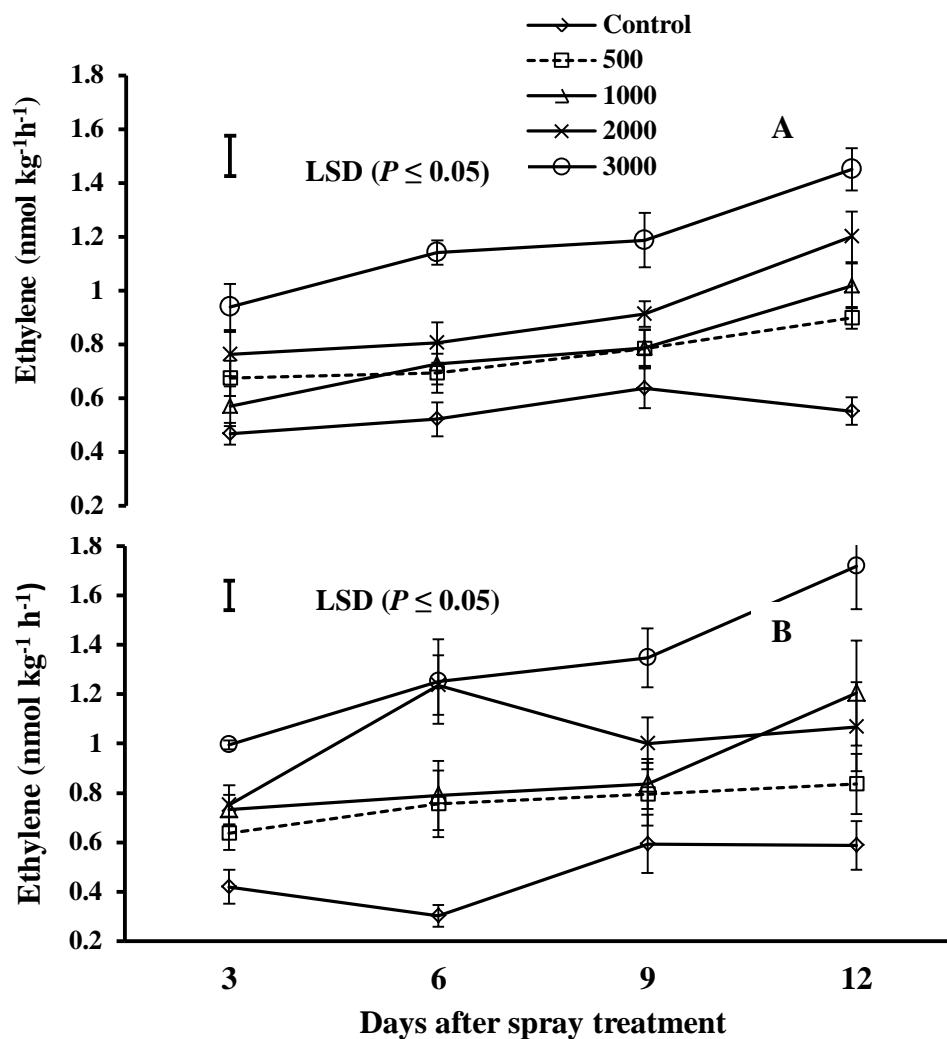 Control
500
1000
2000
3000
1.8
1.6
1.4
1.2
1
0.8
0.6
0.4
0.2
Ethylene (nmol kg⁻¹h⁻¹)
A
LSD (P ≤ 0.05)
1.8
1.6
1.4
1.2
1
0.8
0.6
0.4
0.2
Ethylene (nmol kg⁻¹ h⁻¹)
LSD (P ≤ 0.05)
B
3 6 9 12
Days after spray treatment